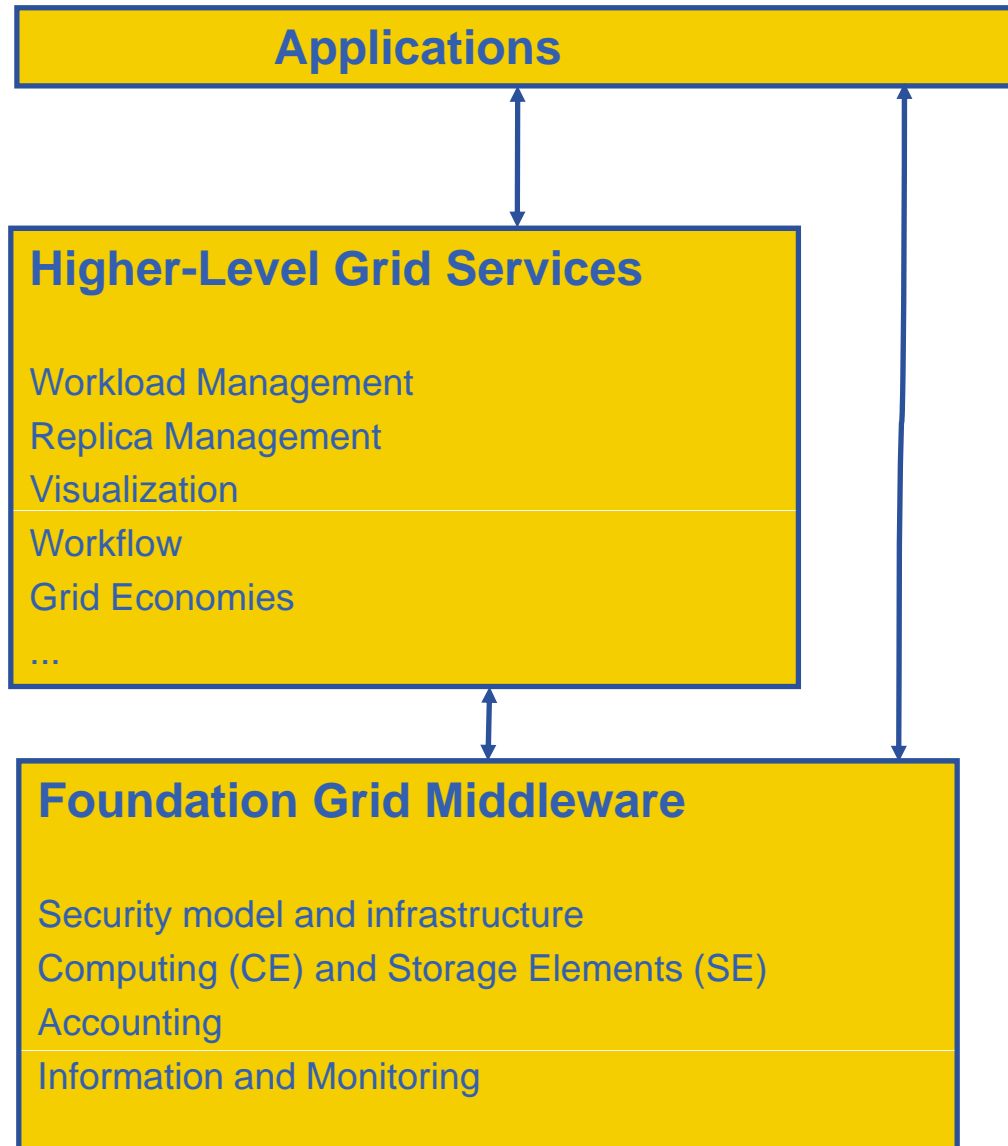 Applications
Higher-Level Grid Services
Workload Management
Replica Management
Visualization
Workflow
Grid Economies
...
Foundation Grid Middleware
Security model and infrastructure
Computing (CE) and Storage Elements (SE)
Accounting
Information and Monitoring